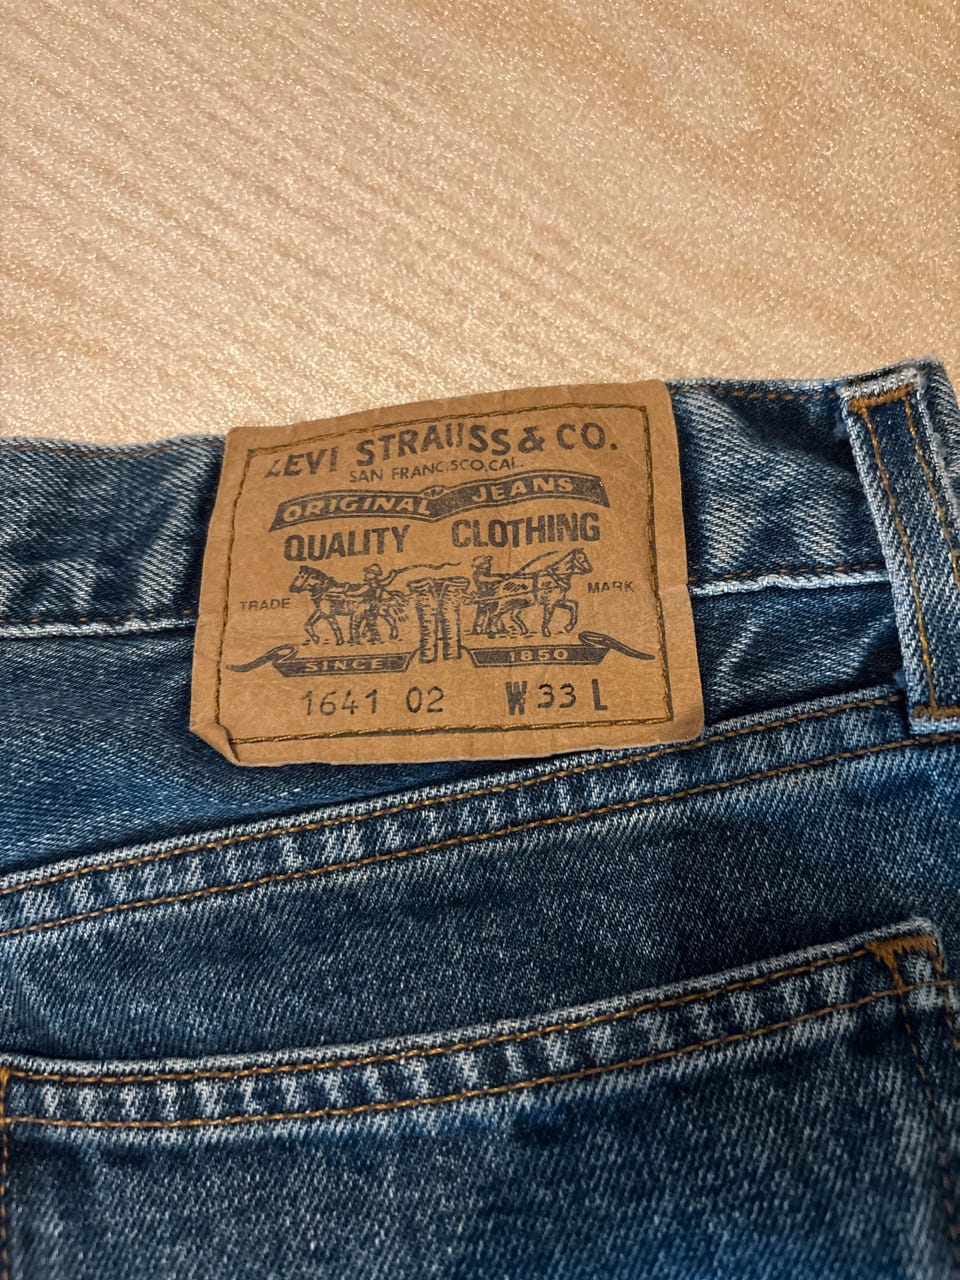 LEVI STRAUSS & CO.
SAN FRANCISCO, CAL.
ORIGINAL JEANS
QUALITY CLOTHING
TRADE MARK
SINCE 1850
1641 02 W 33 L